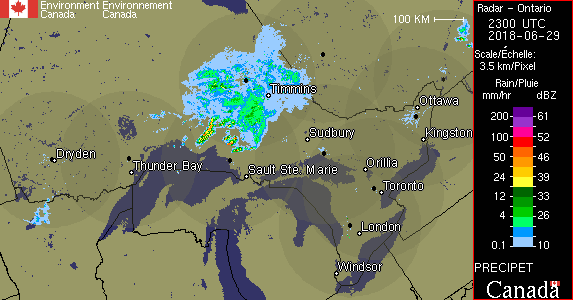 Environment Environnement
Canada Canada
100 KM
Timmins
Ottawa
Sudbury
Kingston
Dryden
Thunder Bay
Sault Ste. Marie
Orillia
Toronto
London
Windsor
Radar - Ontario
2300 UTC
2018-06-29
Scale/Échelle:
3.5 km/Pixel
Rain/Pluie
mm/hr dBZ
200 61
100 57
100 52
50 46
24 39
12 33
4 26
0.1 10
PRECIPET
Canada